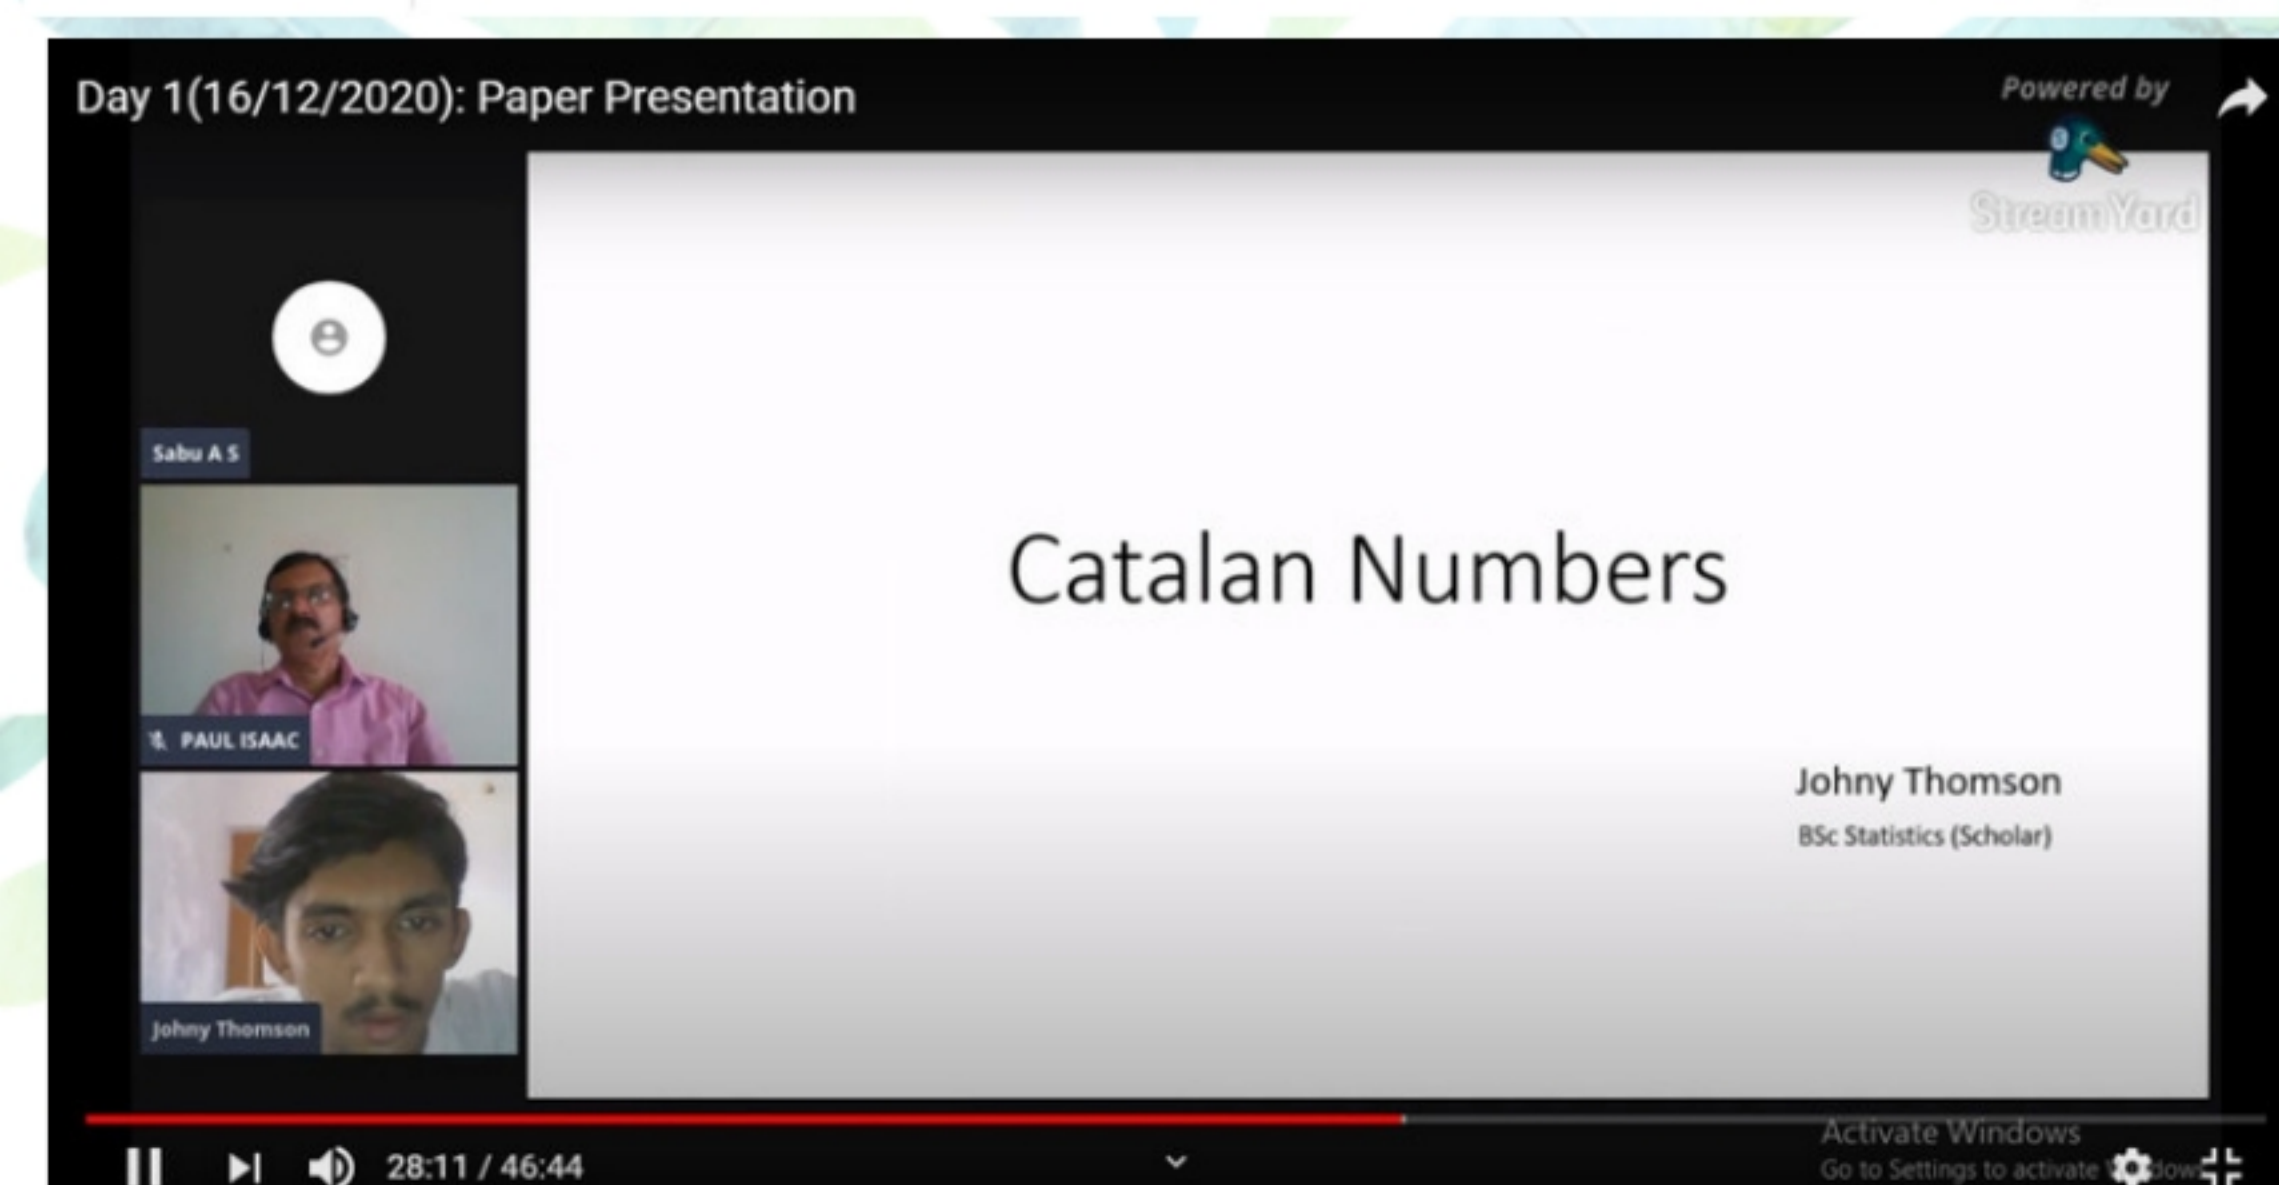 Day 1(16/12/2020): Paper Presentation
Powered by
StreamYard
Sabu A S
Catalan Numbers
PAUL ISAAC
Johny Thomson
BSc Statistics (Scholar)
Johny Thomson
Activate Windows
Go to Settings to activate
28:11 / 46:44